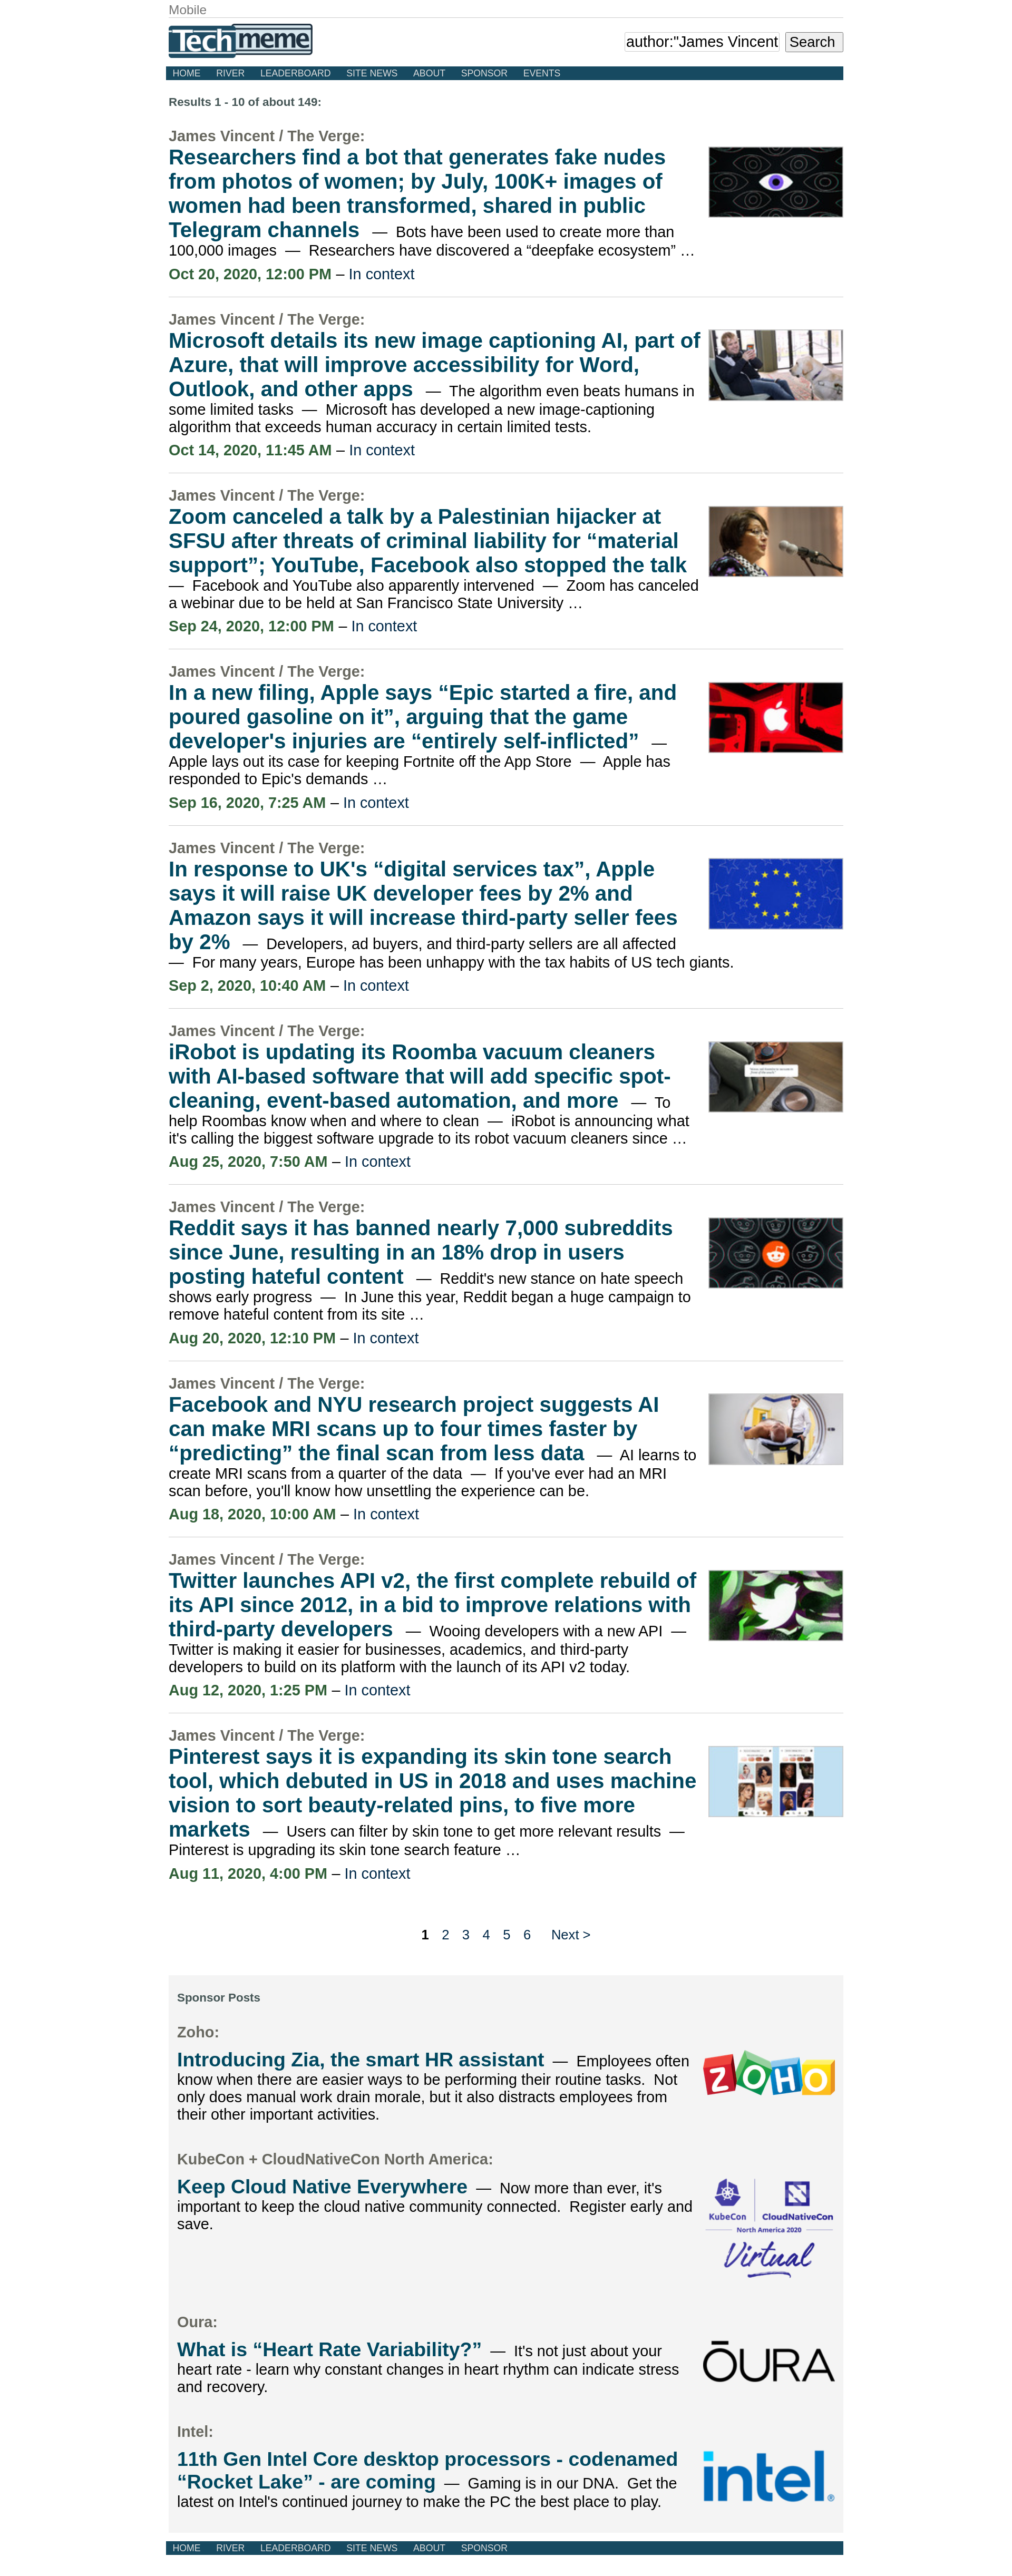 Mobile
Techmeme
author:"James Vincent
Search
HOME RIVER LEADERBOARD SITE NEWS ABOUT SPONSOR EVENTS
Results 1 - 10 of about 149:
James Vincent / The Verge:
Researchers find a bot that generates fake nudes
from photos of women; by July, 100K+ images of
women had been transformed, shared in public
Telegram channels — Bots have been used to create more than
100,000 images — Researchers have discovered a “deepfake ecosystem” …
Oct 20, 2020, 12:00 PM – In context
James Vincent / The Verge:
Microsoft details its new image captioning AI, part of
Azure, that will improve accessibility for Word,
Outlook, and other apps — The algorithm even beats humans in
some limited tasks — Microsoft has developed a new image-captioning
algorithm that exceeds human accuracy in certain limited tests.
Oct 14, 2020, 11:45 AM – In context
James Vincent / The Verge:
Zoom canceled a talk by a Palestinian hijacker at
SFSU after threats of criminal liability for “material
support”; YouTube, Facebook also stopped the talk
— Facebook and YouTube also apparently intervened — Zoom has canceled
a webinar due to be held at San Francisco State University …
Sep 24, 2020, 12:00 PM – In context
James Vincent / The Verge:
In a new filing, Apple says “Epic started a fire, and
poured gasoline on it”, arguing that the game
developer's injuries are “entirely self-inflicted” —
Apple lays out its case for keeping Fortnite off the App Store — Apple has
responded to Epic's demands …
Sep 16, 2020, 7:25 AM – In context
James Vincent / The Verge:
In response to UK's “digital services tax”, Apple
says it will raise UK developer fees by 2% and
Amazon says it will increase third-party seller fees
by 2% — Developers, ad buyers, and third-party sellers are all affected
— For many years, Europe has been unhappy with the tax habits of US tech giants.
Sep 2, 2020, 10:40 AM – In context
James Vincent / The Verge:
iRobot is updating its Roomba vacuum cleaners
with AI-based software that will add specific spot-
cleaning, event-based automation, and more — To
help Roombas know when and where to clean — iRobot is announcing what
it's calling the biggest software upgrade to its robot vacuum cleaners since …
Aug 25, 2020, 7:50 AM – In context
James Vincent / The Verge:
Reddit says it has banned nearly 7,000 subreddits
since June, resulting in an 18% drop in users
posting hateful content — Reddit's new stance on hate speech
shows early progress — In June this year, Reddit began a huge campaign to
remove hateful content from its site …
Aug 20, 2020, 12:10 PM – In context
James Vincent / The Verge:
Facebook and NYU research project suggests AI
can make MRI scans up to four times faster by
“predicting” the final scan from less data — AI learns to
create MRI scans from a quarter of the data — If you've ever had an MRI
scan before, you'll know how unsettling the experience can be.
Aug 18, 2020, 10:00 AM – In context
James Vincent / The Verge:
Twitter launches API v2, the first complete rebuild of
its API since 2012, in a bid to improve relations with
third-party developers — Wooing developers with a new API —
Twitter is making it easier for businesses, academics, and third-party
developers to build on its platform with the launch of its API v2 today.
Aug 12, 2020, 1:25 PM – In context
James Vincent / The Verge:
Pinterest says it is expanding its skin tone search
tool, which debuted in US in 2018 and uses machine
vision to sort beauty-related pins, to five more
markets — Users can filter by skin tone to get more relevant results —
Pinterest is upgrading its skin tone search feature …
Aug 11, 2020, 4:00 PM – In context
1 2 3 4 5 6 Next >
Sponsor Posts
Zoho:
Introducing Zia, the smart HR assistant — Employees often
know when there are easier ways to be performing their routine tasks. Not
only does manual work drain morale, but it also distracts employees from
their other important activities.
ZOHO
KubeCon + CloudNativeCon North America:
Keep Cloud Native Everywhere — Now more than ever, it's
important to keep the cloud native community connected. Register early and
save.
KubeCon CloudNativeCon
North America 2020
Virtual
Oura:
What is “Heart Rate Variability?” — It's not just about your
heart rate - learn why constant changes in heart rhythm can indicate stress
and recovery.
ŌURA
Intel:
11th Gen Intel Core desktop processors - codenamed
“Rocket Lake” - are coming — Gaming is in our DNA. Get the
latest on Intel's continued journey to make the PC the best place to play.
intel®
HOME RIVER LEADERBOARD SITE NEWS ABOUT SPONSOR